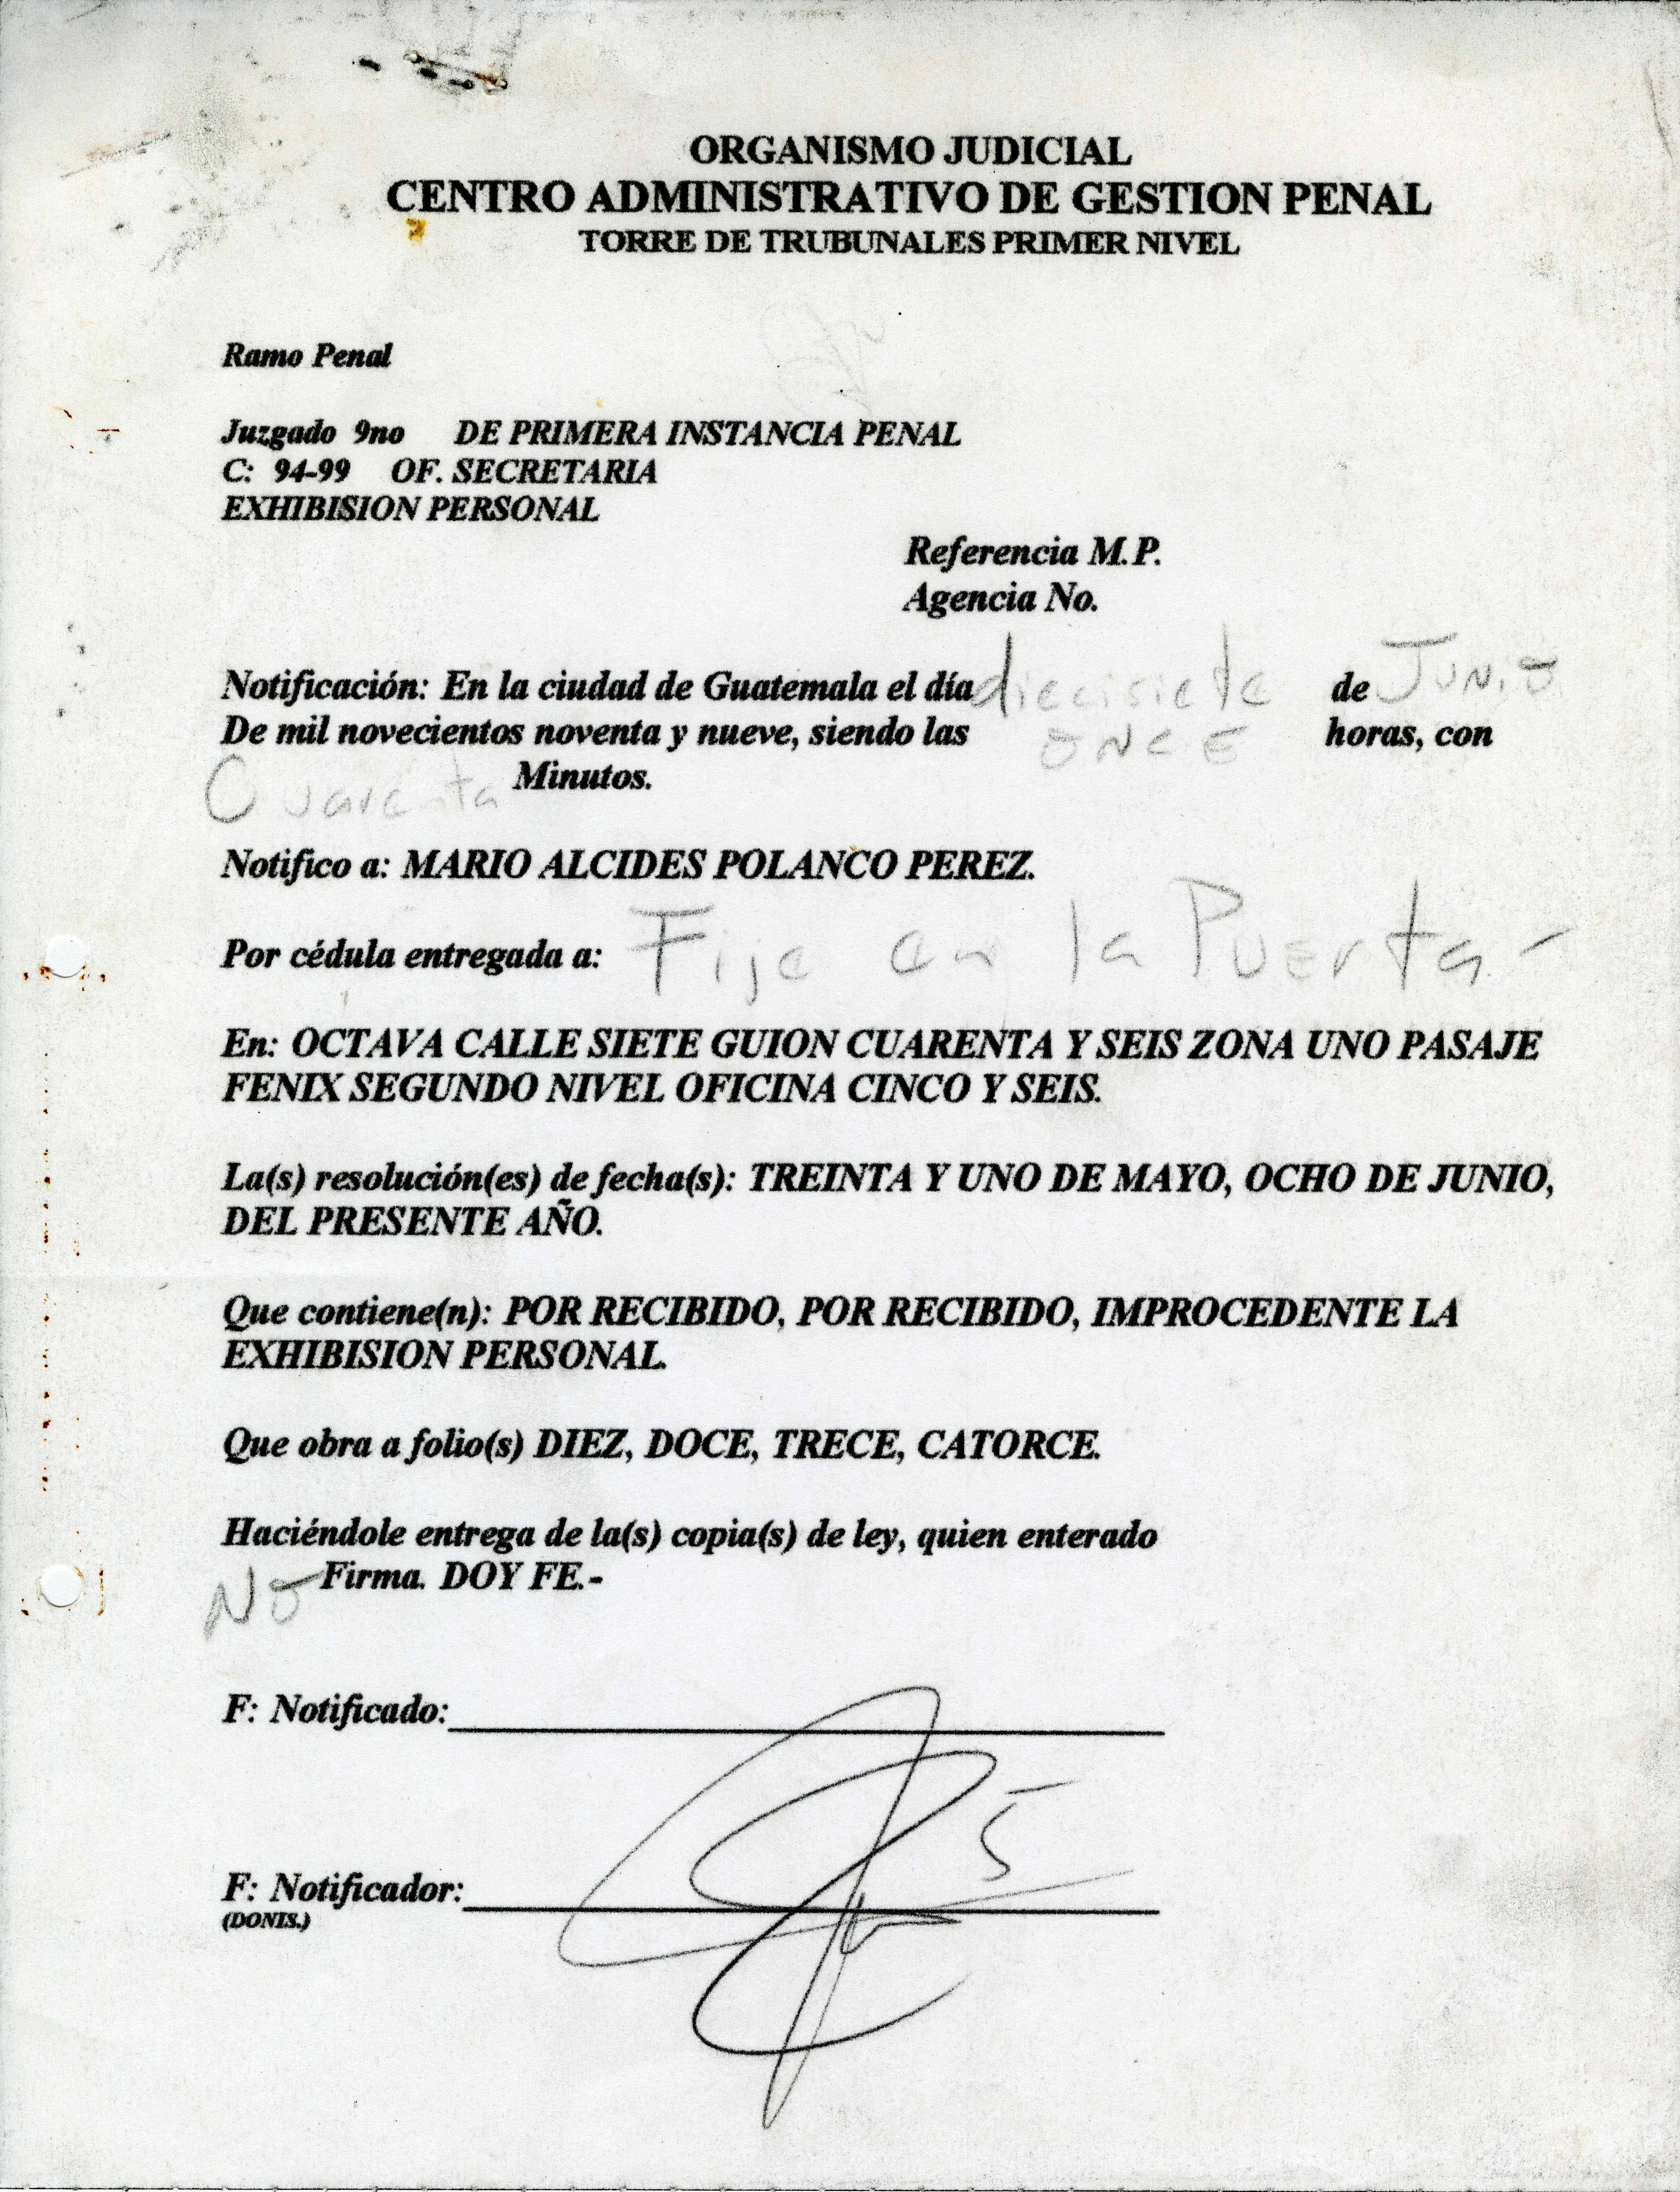 ORGANISMO JUDICIAL
CENTRO ADMINISTRATIVO DE GESTION PENAL
TORRE DE TRUBUNALES PRIMER NIVEL
Ramo Penal
Juzgado 9no DE PRIMERA INSTANCIA PENAL
C: 94-99 OF. SECRETARIA
EXHIBISION PERSONAL
Referencia M.P.
Agencia No.
Notificación: En la ciudad de Guatemala el día diecisiete de Junio
De mil novecientos noventa y nueve, siendo las ONCE horas, con
Cuarenta Minutos.
Notifico a: MARIO ALCIDES POLANCO PEREZ.
Por cédula entregada a: Fije en la Puerta-
En: OCTAVA CALLE SIETE GUION CUARENTA Y SEIS ZONA UNO PASAJE
FENIX SEGUNDO NIVEL OFICINA CINCO Y SEIS.
La(s) resolución(es) de fecha(s): TREINTA Y UNO DE MAYO, OCHO DE JUNIO,
DEL PRESENTE AÑO.
Que contiene(n): POR RECIBIDO, POR RECIBIDO, IMPROCEDENTE LA
EXHIBISION PERSONAL.
Que obra a folio(s) DIEZ, DOCE, TRECE, CATORCE.
Haciéndole entrega de la(s) copia(s) de ley, quien enterado
No Firma. DOY FE.-
F: Notificado:
F: Notificador:
(DONIS.)